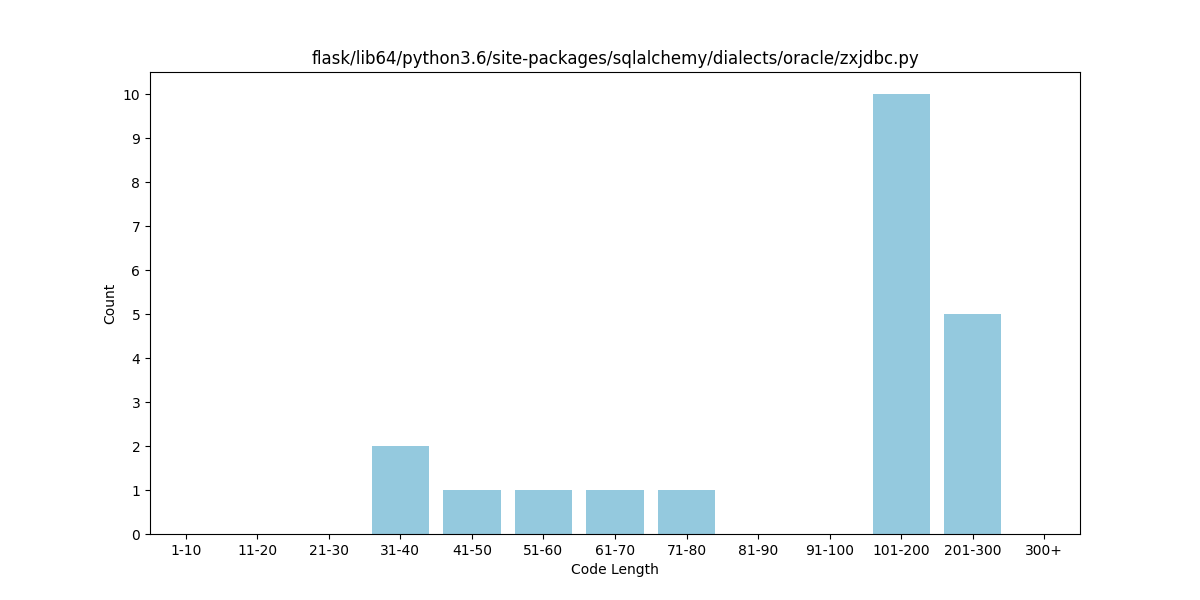 flask/lib64/python3.6/site-packages/sqlalchemy/dialects/oracle/zxjdbc.py
10
9
8
7
6
5
4
3
2
1
0
Count
1-10 11-20 21-30 31-40 41-50 51-60 61-70 71-80 81-90 91-100 101-200 201-300 300+
Code Length